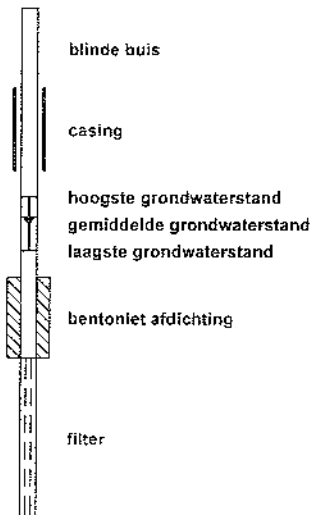 blinde buis
casing
hoogste grondwaterstand
gemiddelde grondwaterstand
laagste grondwaterstand
bentoniet afdichting
filter